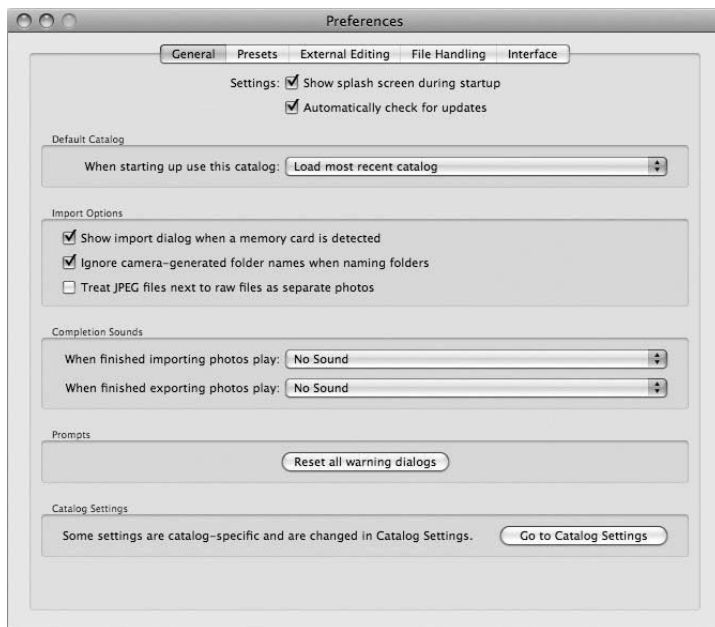 Preferences
General Presets External Editing File Handling Interface
Settings: Show splash screen during startup
Automatically check for updates
Default Catalog
When starting up use this catalog: Load most recent catalog
Import Options
Show import dialog when a memory card is detected
Ignore camera-generated folder names when naming folders
Treat JPEG files next to raw files as separate photos
Completion Sounds
When finished importing photos play: No Sound
When finished exporting photos play: No Sound
Prompts
Reset all warning dialogs
Catalog Settings
Some settings are catalog-specific and are changed in Catalog Settings. Go to Catalog Settings